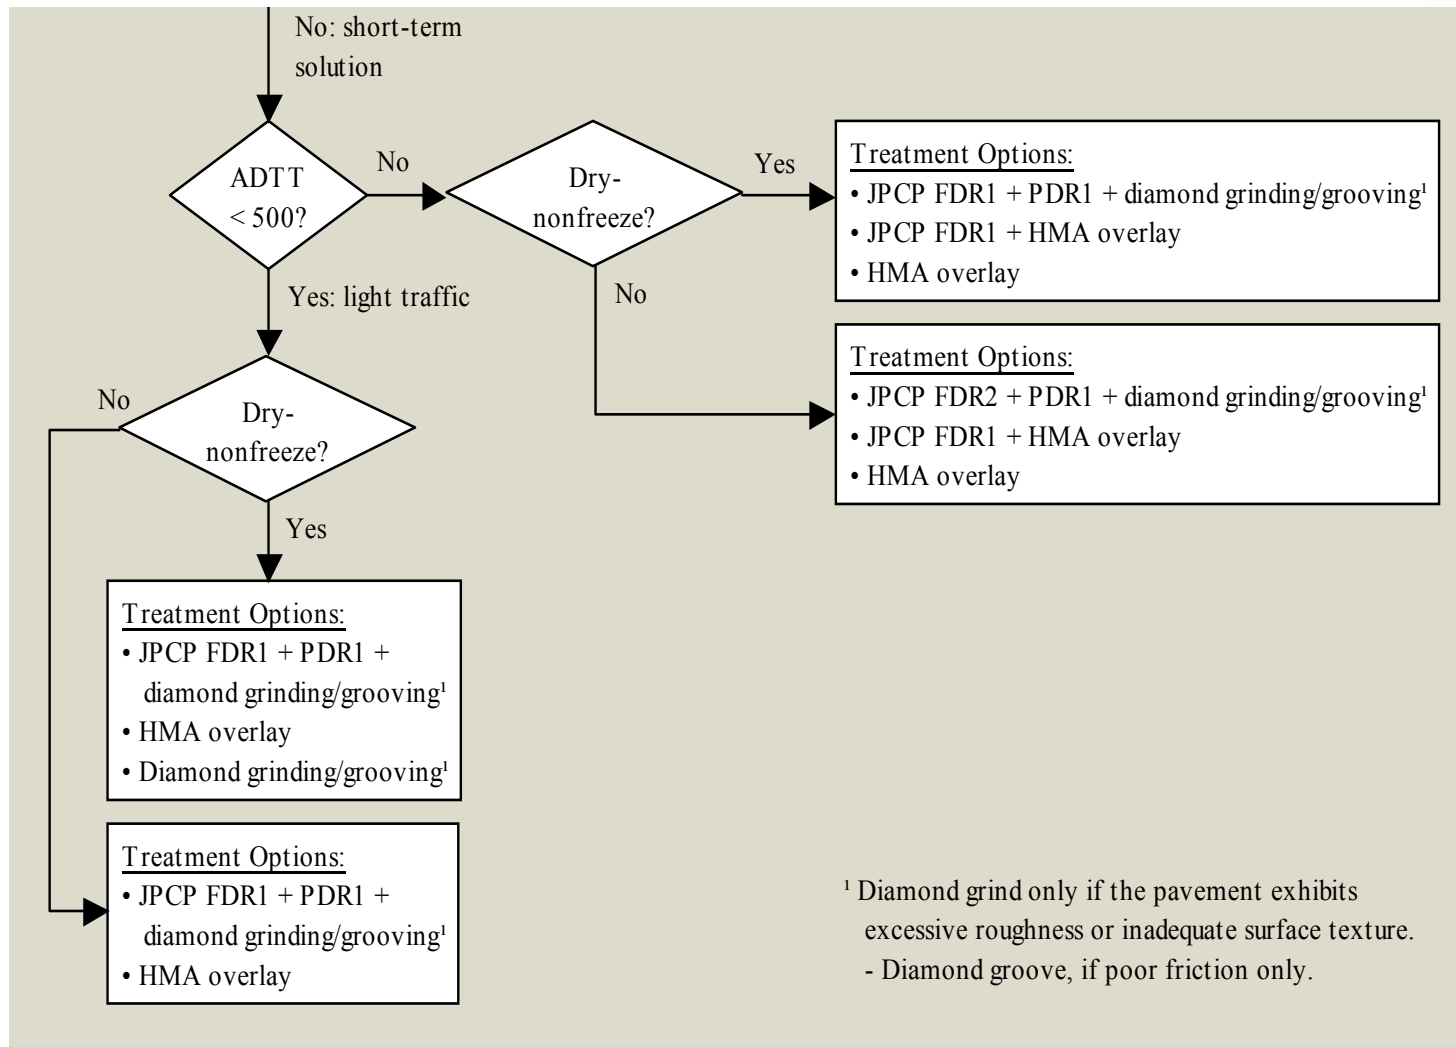 No: short-term
solution
ADTT
< 500?
No
Dry-
nonfreeze?
Yes
Treatment Options:
• JPCP FDR1 + PDR1 + diamond grinding/grooving¹
• JPCP FDR1 + HMA overlay
• HMA overlay
Yes: light traffic
No
Treatment Options:
• JPCP FDR2 + PDR1 + diamond grinding/grooving¹
• JPCP FDR1 + HMA overlay
• HMA overlay
No
Dry-
nonfreeze?
Yes
Treatment Options:
• JPCP FDR1 + PDR1 +
diamond grinding/grooving¹
• HMA overlay
• Diamond grinding/grooving¹
Treatment Options:
• JPCP FDR1 + PDR1 +
diamond grinding/grooving¹
• HMA overlay
¹ Diamond grind only if the pavement exhibits
excessive roughness or inadequate surface texture.
- Diamond groove, if poor friction only.